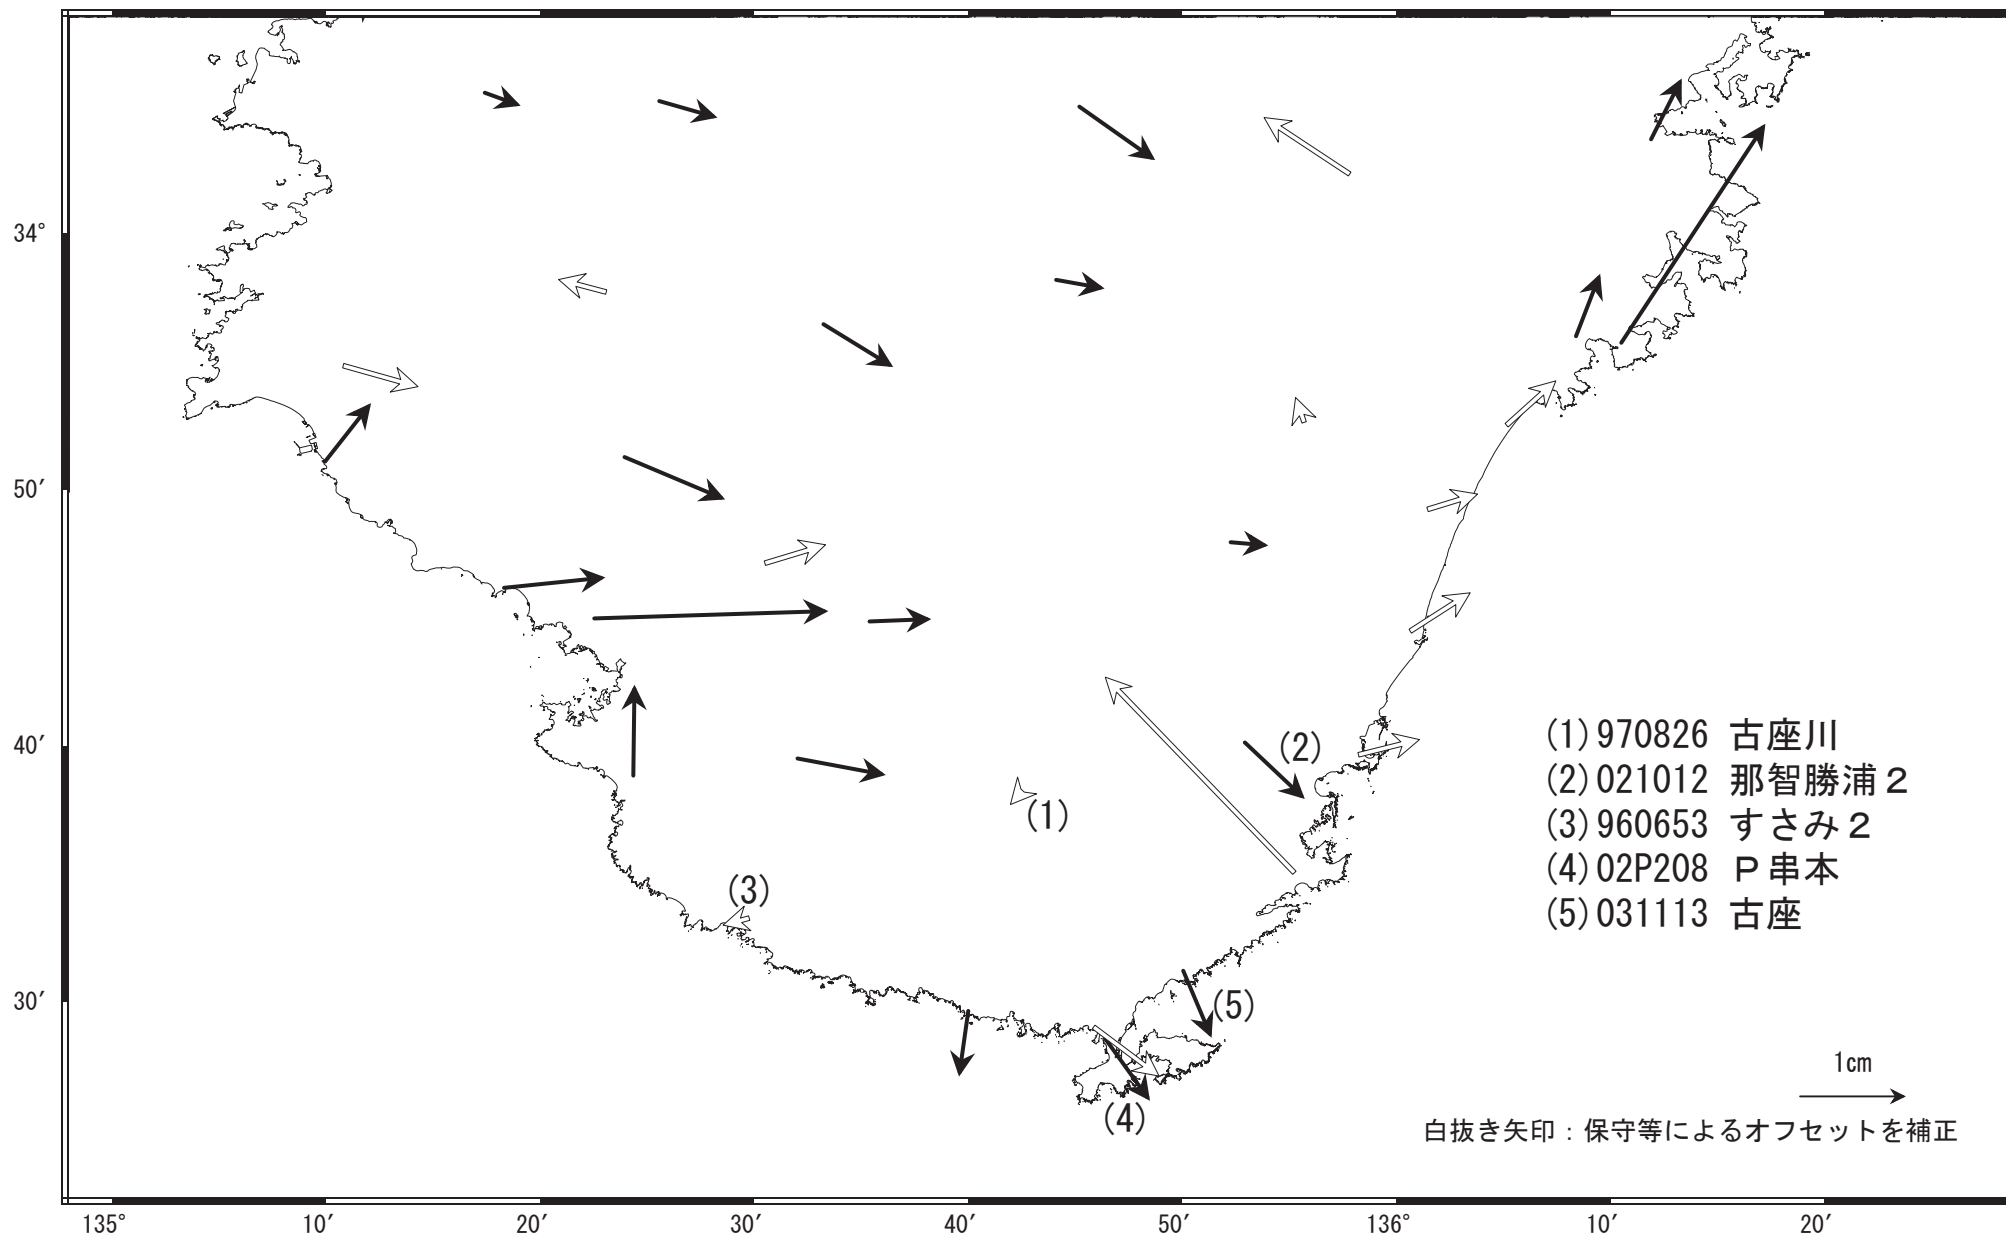 34°
50′
40′
30′
(2)
(1)
(3)
(5)
(4)
(1)970826 古座川
(2)021012 那智勝浦２
(3)960653 すさみ２
(4)02P208 Ｐ串本
(5)031113 古座
1cm
白抜き矢印：保守等によるオフセットを補正
135° 10′ 20′ 30′ 40′ 50′ 136° 10′ 20′